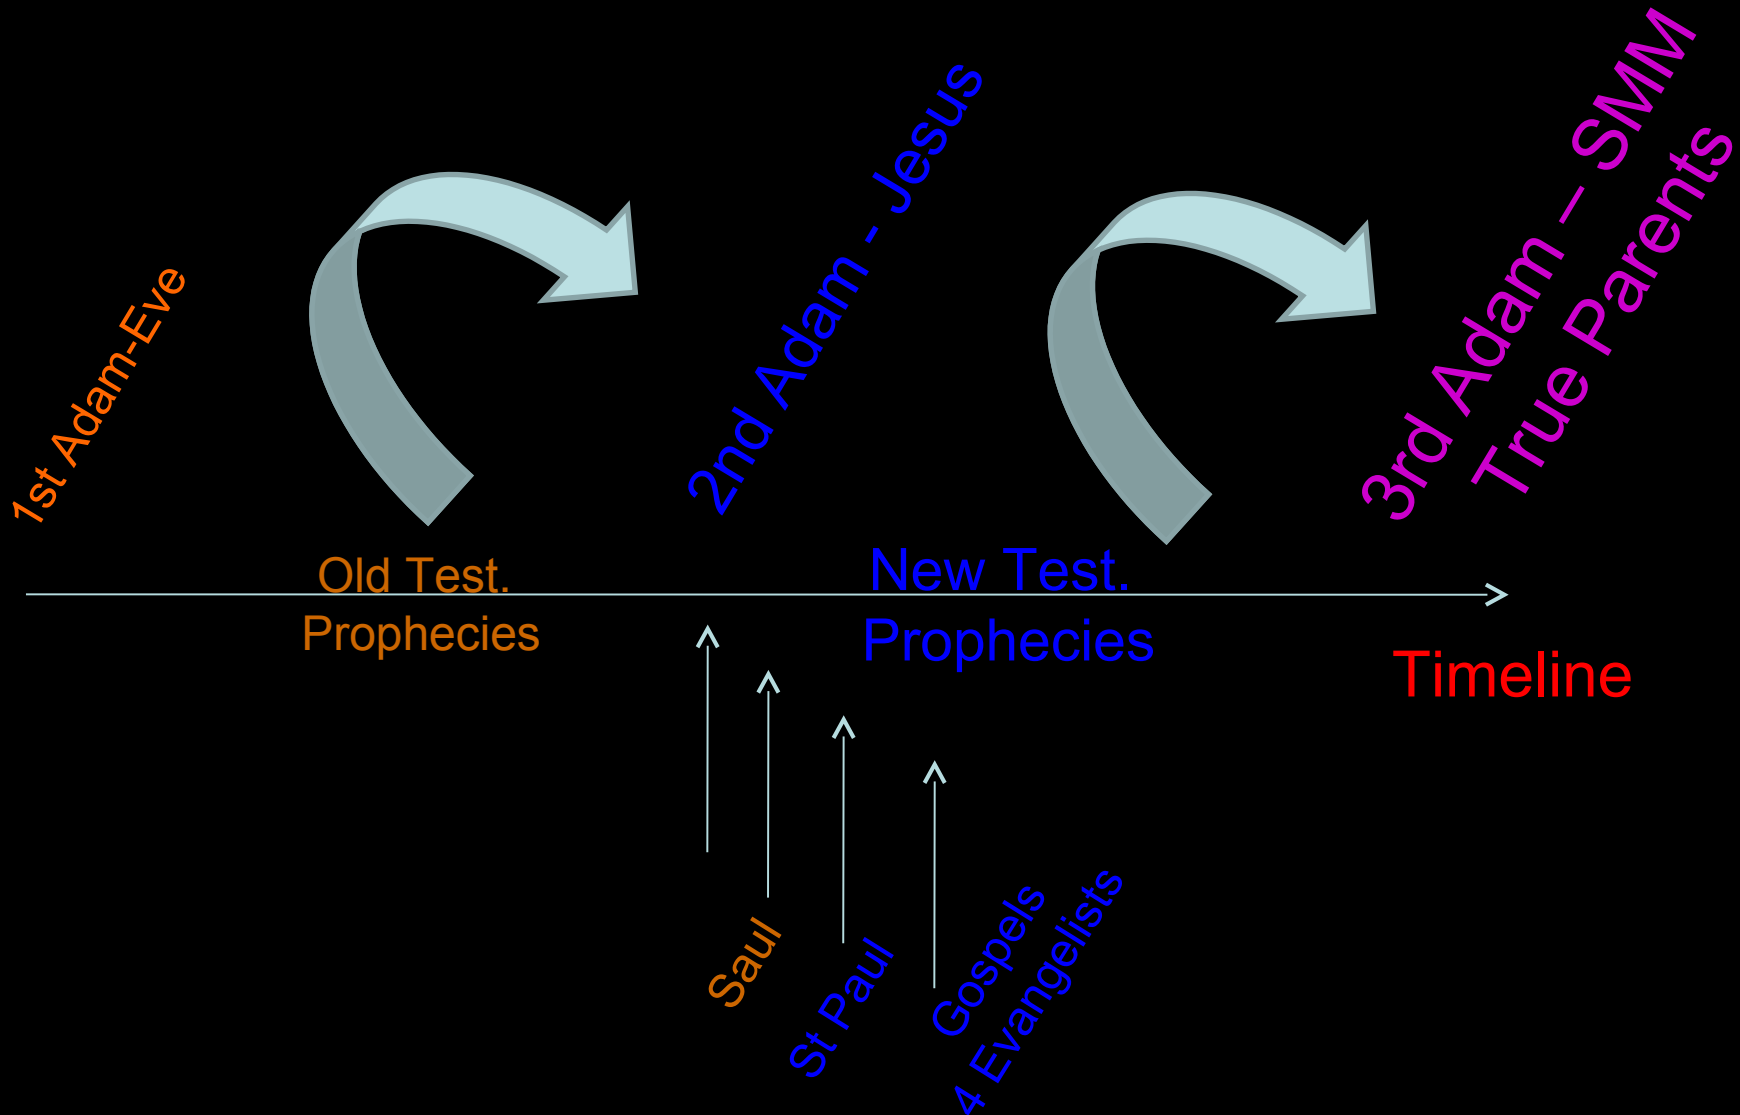 1st Adam-Eve
2nd Adam - Jesus
3rd Adam – SMM
True Parents
Old Test.
Prophecies
New Test.
Prophecies
Timeline
Saul
St Paul
Gospels
4 Evangelists